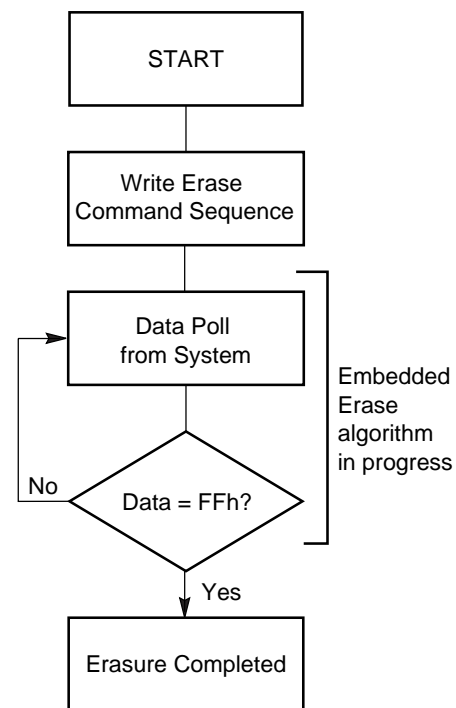 START
Write Erase
Command Sequence
Data Poll
from System
Embedded
Erase
algorithm
in progress
No
Data = FFh?
Yes
Erasure Completed